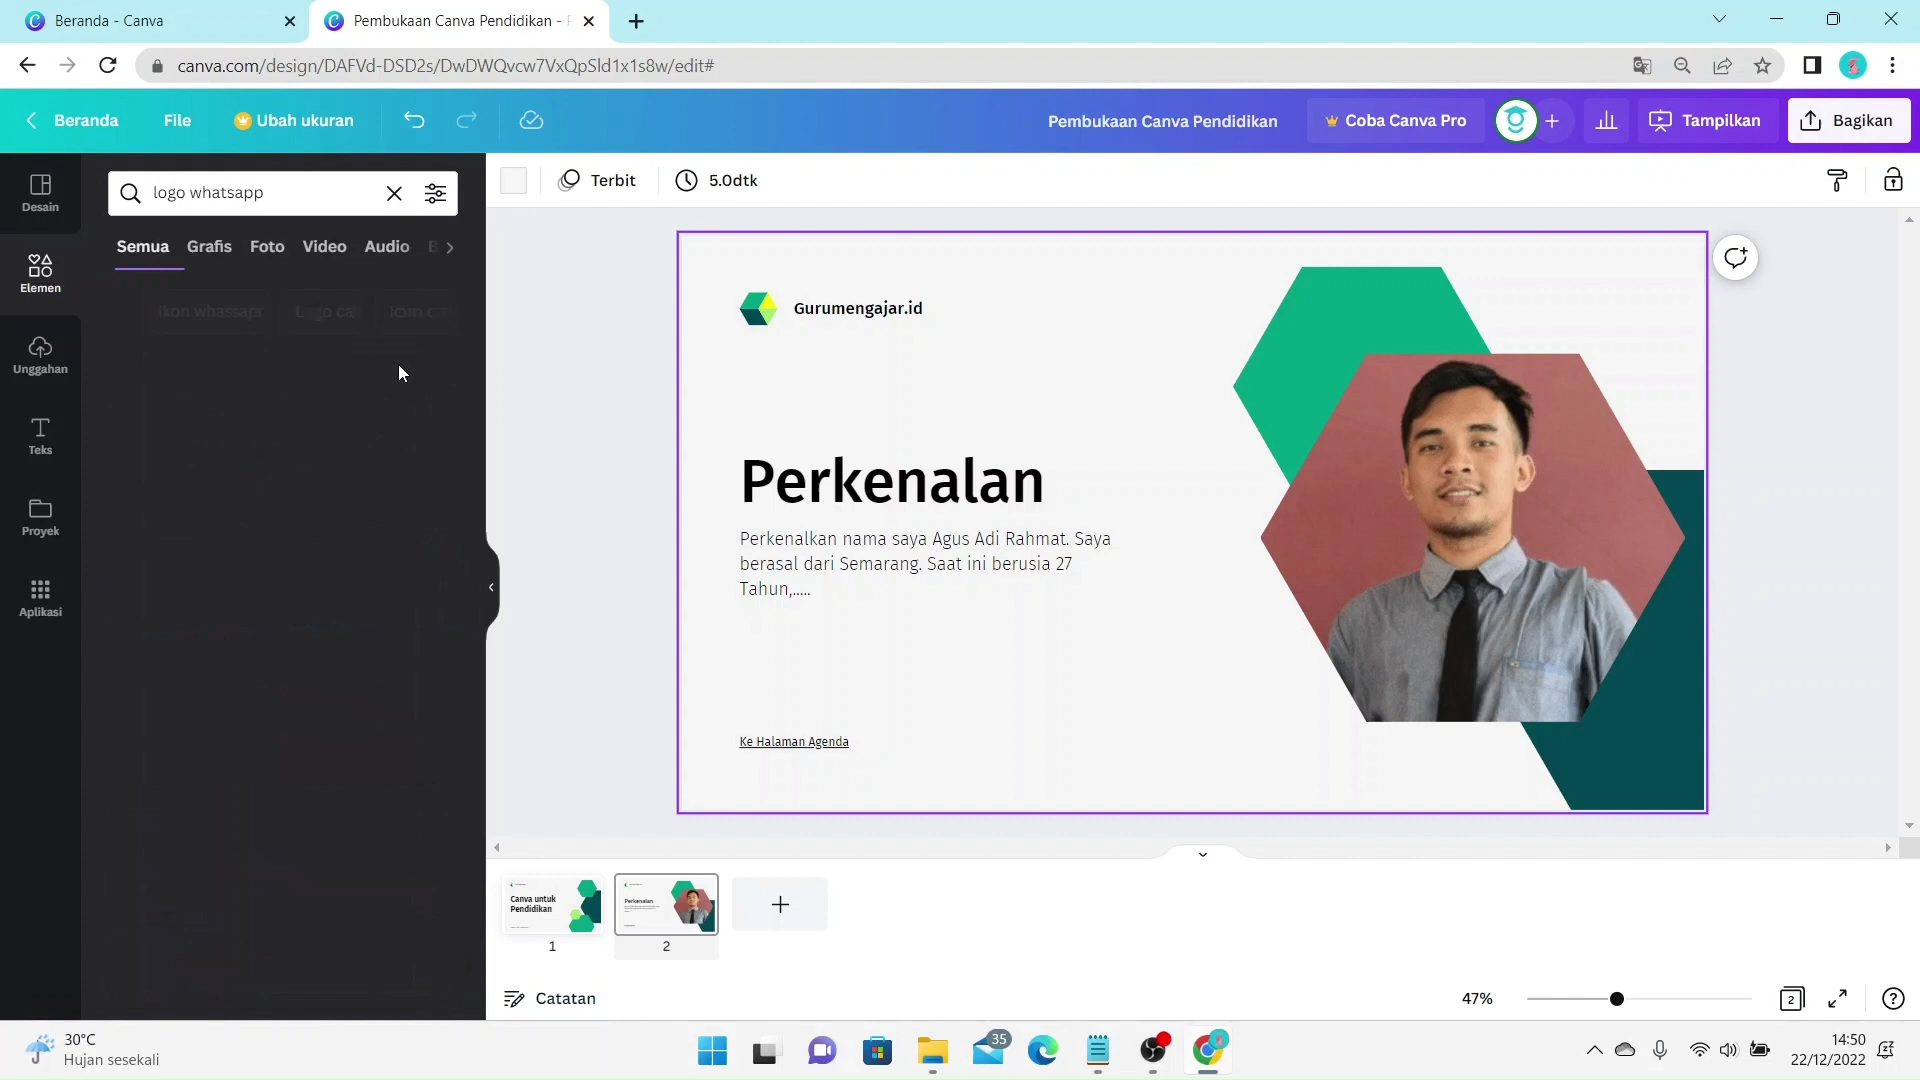 Beranda - Canva
Pembukaan Canva Pendidikan -
canva.com/design/DAFVd-DSD2s/DwDWQvcw7VxQpSld1x1s8w/edit#
Beranda
File
Ubah ukuran
Pembukaan Canva Pendidikan
Coba Canva Pro
Tampilkan
Bagikan
Desain
Elemen
Unggahan
Teks
Proyek
Aplikasi
logo whatsapp
Semua Grafis Foto Video Audio
Ikon whassapp
Terbit
5.0dtk
Gurumengajar.id
Perkenalan
Perkenalkan nama saya Agus Adi Rahmat. Saya
berasal dari Semarang. Saat ini berusia 27
Tahun,.....
Ke Halaman Agenda
Canva untuk
Pendidikan
1
Perkenalan
2
Catatan
47%
2
30°C
Hujan sesekali
35
14:50
22/12/2022